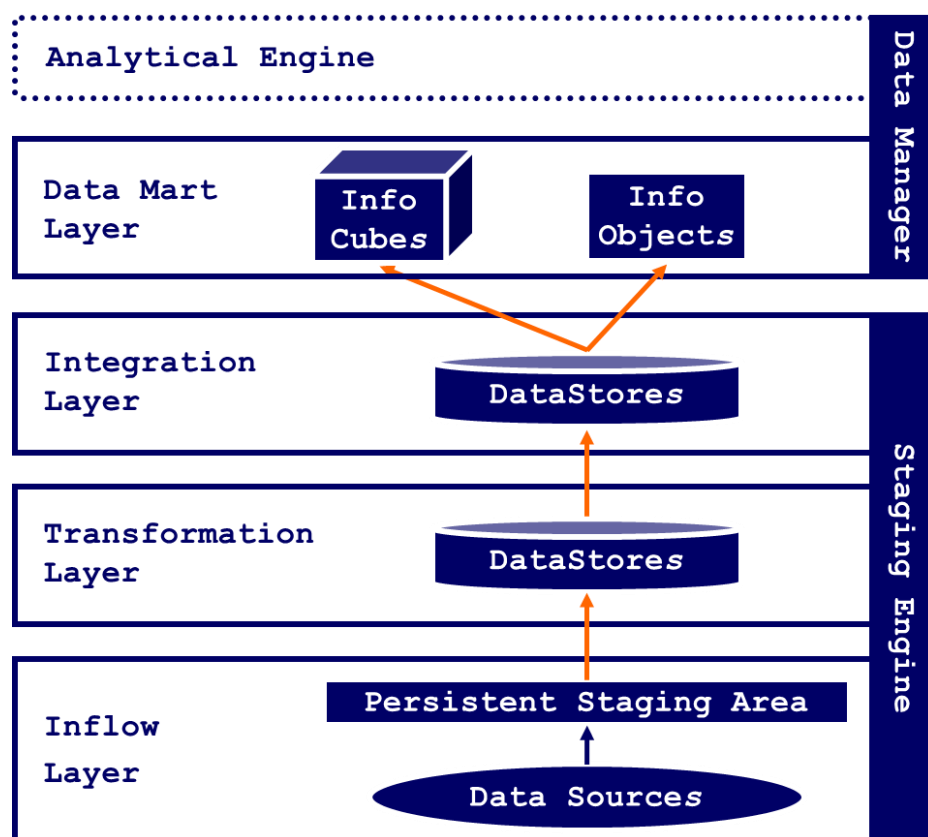 Analytical Engine
Data Manager
Data Mart
Layer
Info
Cubes
Info
Objects
Integration
Layer
DataStores
Staging Engine
Transformation
Layer
DataStores
Inflow
Layer
Persistent Staging Area
Data Sources